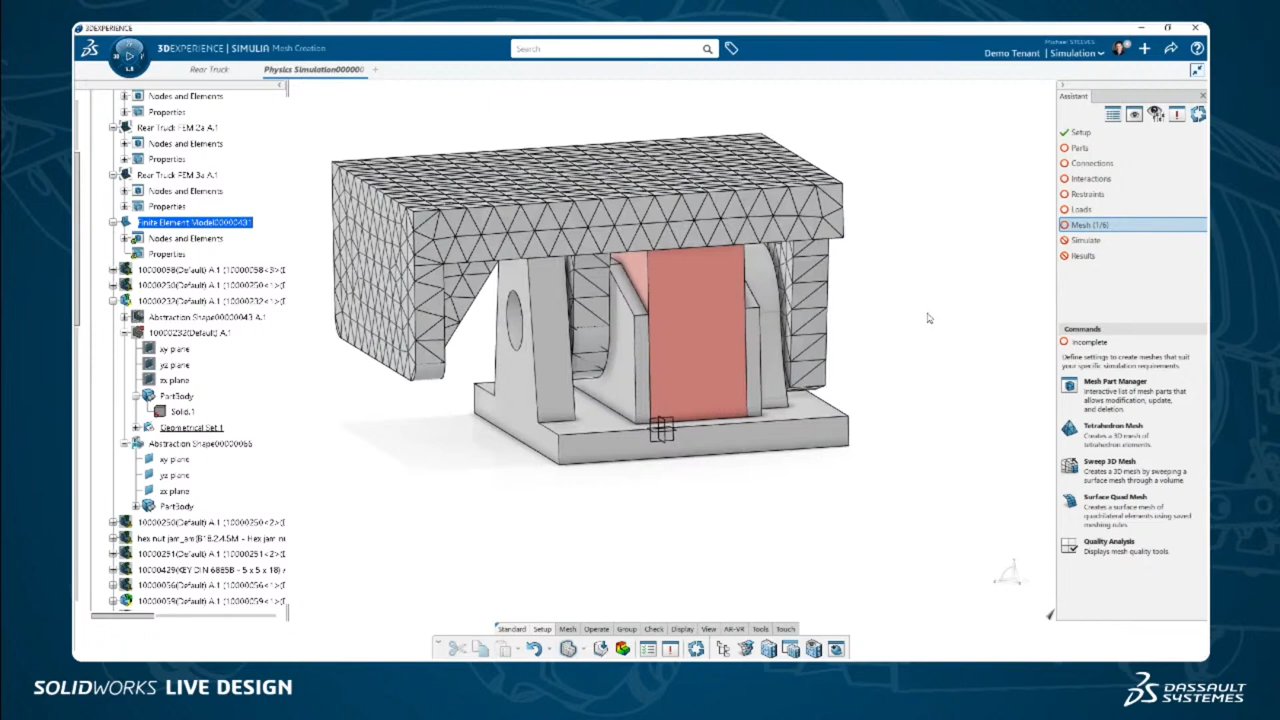 3DEXPERIENCE
3DEXPERIENCE | SIMULIA Mesh Creation
Search
Michael STEEVES
Demo Tenant | Simulation
Rear Truck
Physics Simulation000000
Nodes and Elements
Properties
Rear Truck FEM 2a A.1
Nodes and Elements
Properties
Rear Truck FEM 3a A.1
Nodes and Elements
Properties
Nodes and Elements
Properties
Abstraction Shape00000043 A.1
10000232(Default) A.1
xy plane
yz plane
zx plane
PartBody
Solid.1
Geometrical Set.1
Abstraction Shape00000066
xy plane
yz plane
zx plane
PartBody
Assistant
Setup
Parts
Connections
Interactions
Restraints
Loads
Mesh (1/6)
Simulate
Results
Commands
Incomplete
Define settings to create meshes that suit
your specific simulation requirements.
Mesh Part Manager
Interactive list of mesh parts that
allows modification, update,
and deletion.
Tetrahedron Mesh
Creates a 3D mesh of
tetrahedron elements.
Sweep 3D Mesh
Creates a 3D mesh by sweeping a
surface mesh through a volume.
Surface Quad Mesh
Creates a surface mesh of
quadrilateral elements using saved
meshing rules.
Quality Analysis
Displays mesh quality tools.
Standard Setup Mesh Operate Group Check Display View AR-VR Tools Touch
SOLIDWORKS LIVE DESIGN
DASSAULT
SYSTEMES